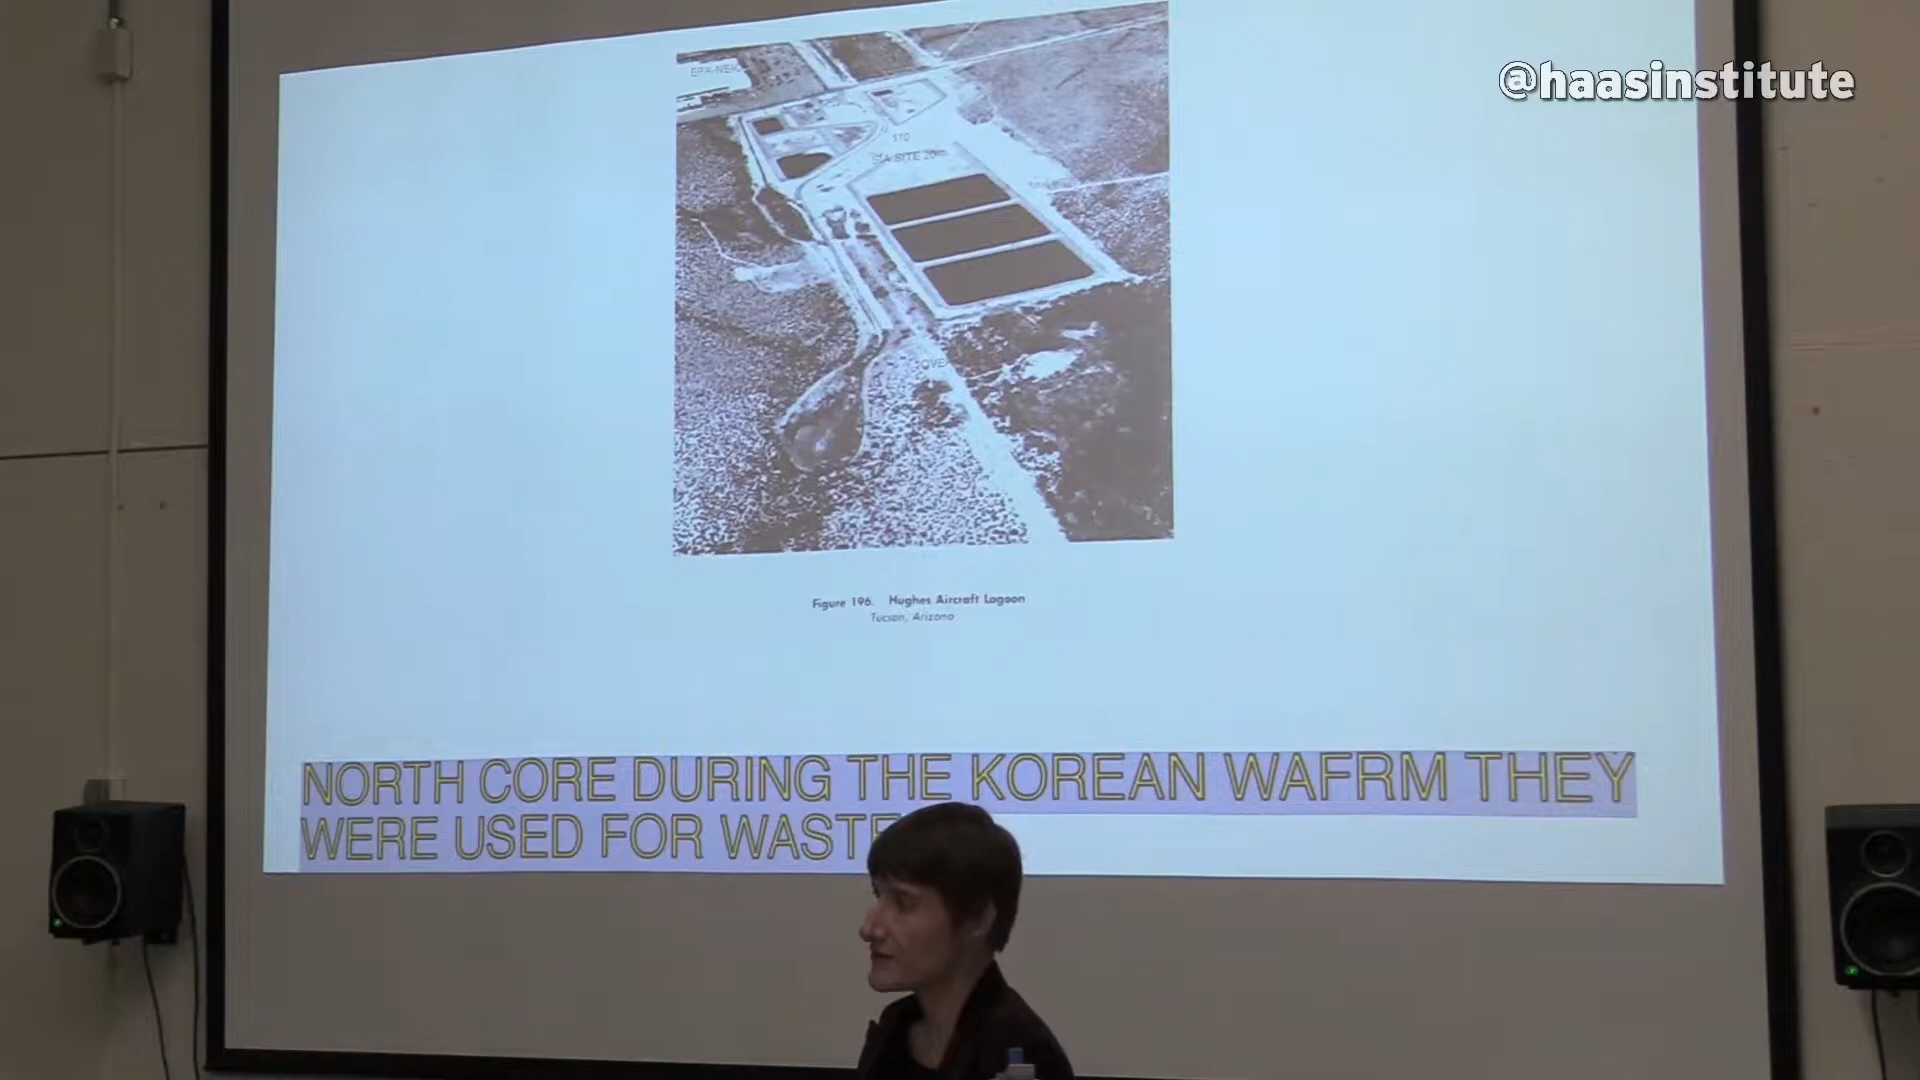 @haasinstitute
110
Figure 196. Hughes Aircraft Lagoon
Tucson, Arizona
NORTH CORE DURING THE KOREAN WAFRM THEY
WERE USED FOR WASTE